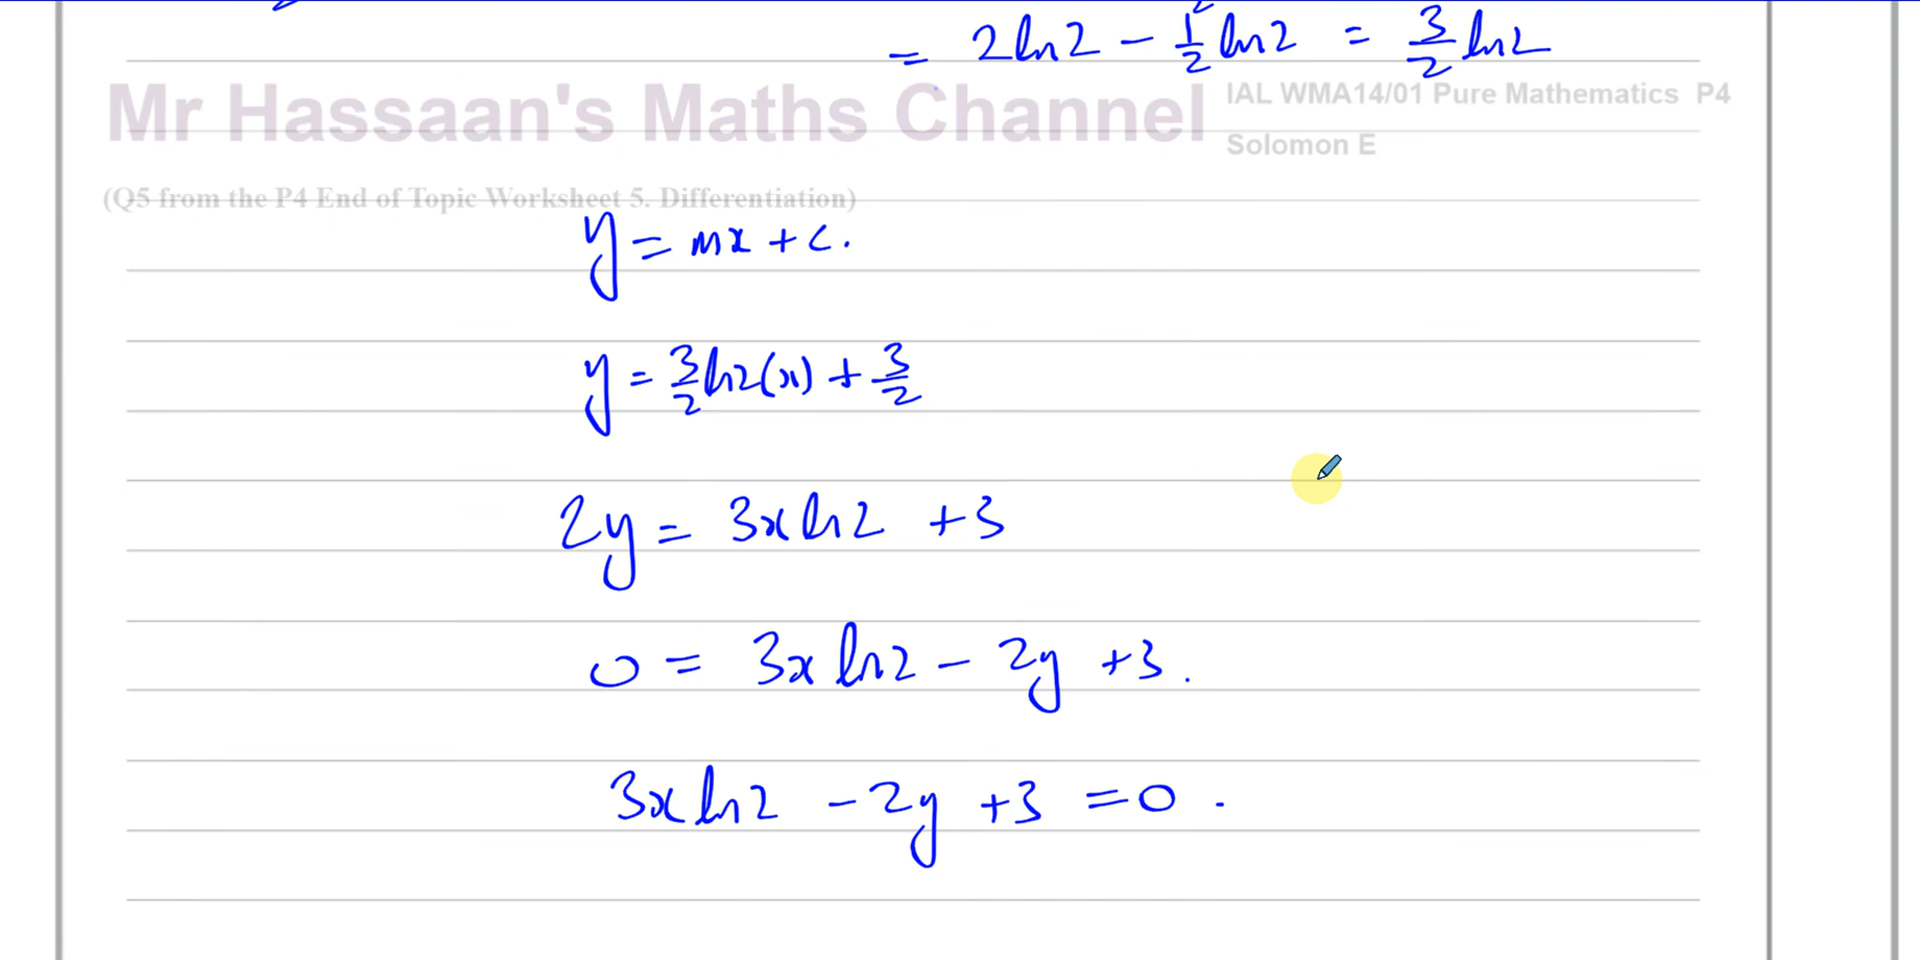 = 2ln2 - 1/2 ln2 = 3/2 ln2
Mr Hassaan's Maths Channel IAL WMA14/01 Pure Mathematics P4
Solomon E
(Q5 from the P4 End of Topic Worksheet 5. Differentiation)
y = mx + c.
y = 3/2 ln2(x) + 3/2
2y = 3x ln2 + 3
0 = 3x ln2 - 2y + 3.
3x ln2 - 2y + 3 = 0.